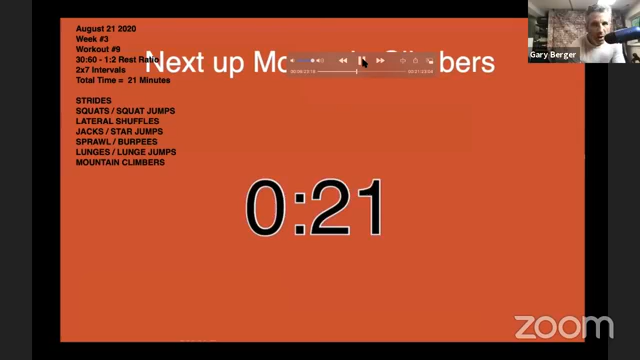 August 21 2020
Week #3
Workout #9
30:60 - 1:2 Rest Ratio
2x7 Intervals
Total Time = 21 Minutes
STRIDES
SQUATS / SQUAT JUMPS
LATERAL SHUFFLES
JACKS / STAR JUMPS
SPRAWL / BURPEES
LUNGES / LUNGE JUMPS
MOUNTAIN CLIMBERS
Next up
0:21
Gary Berger
zoom